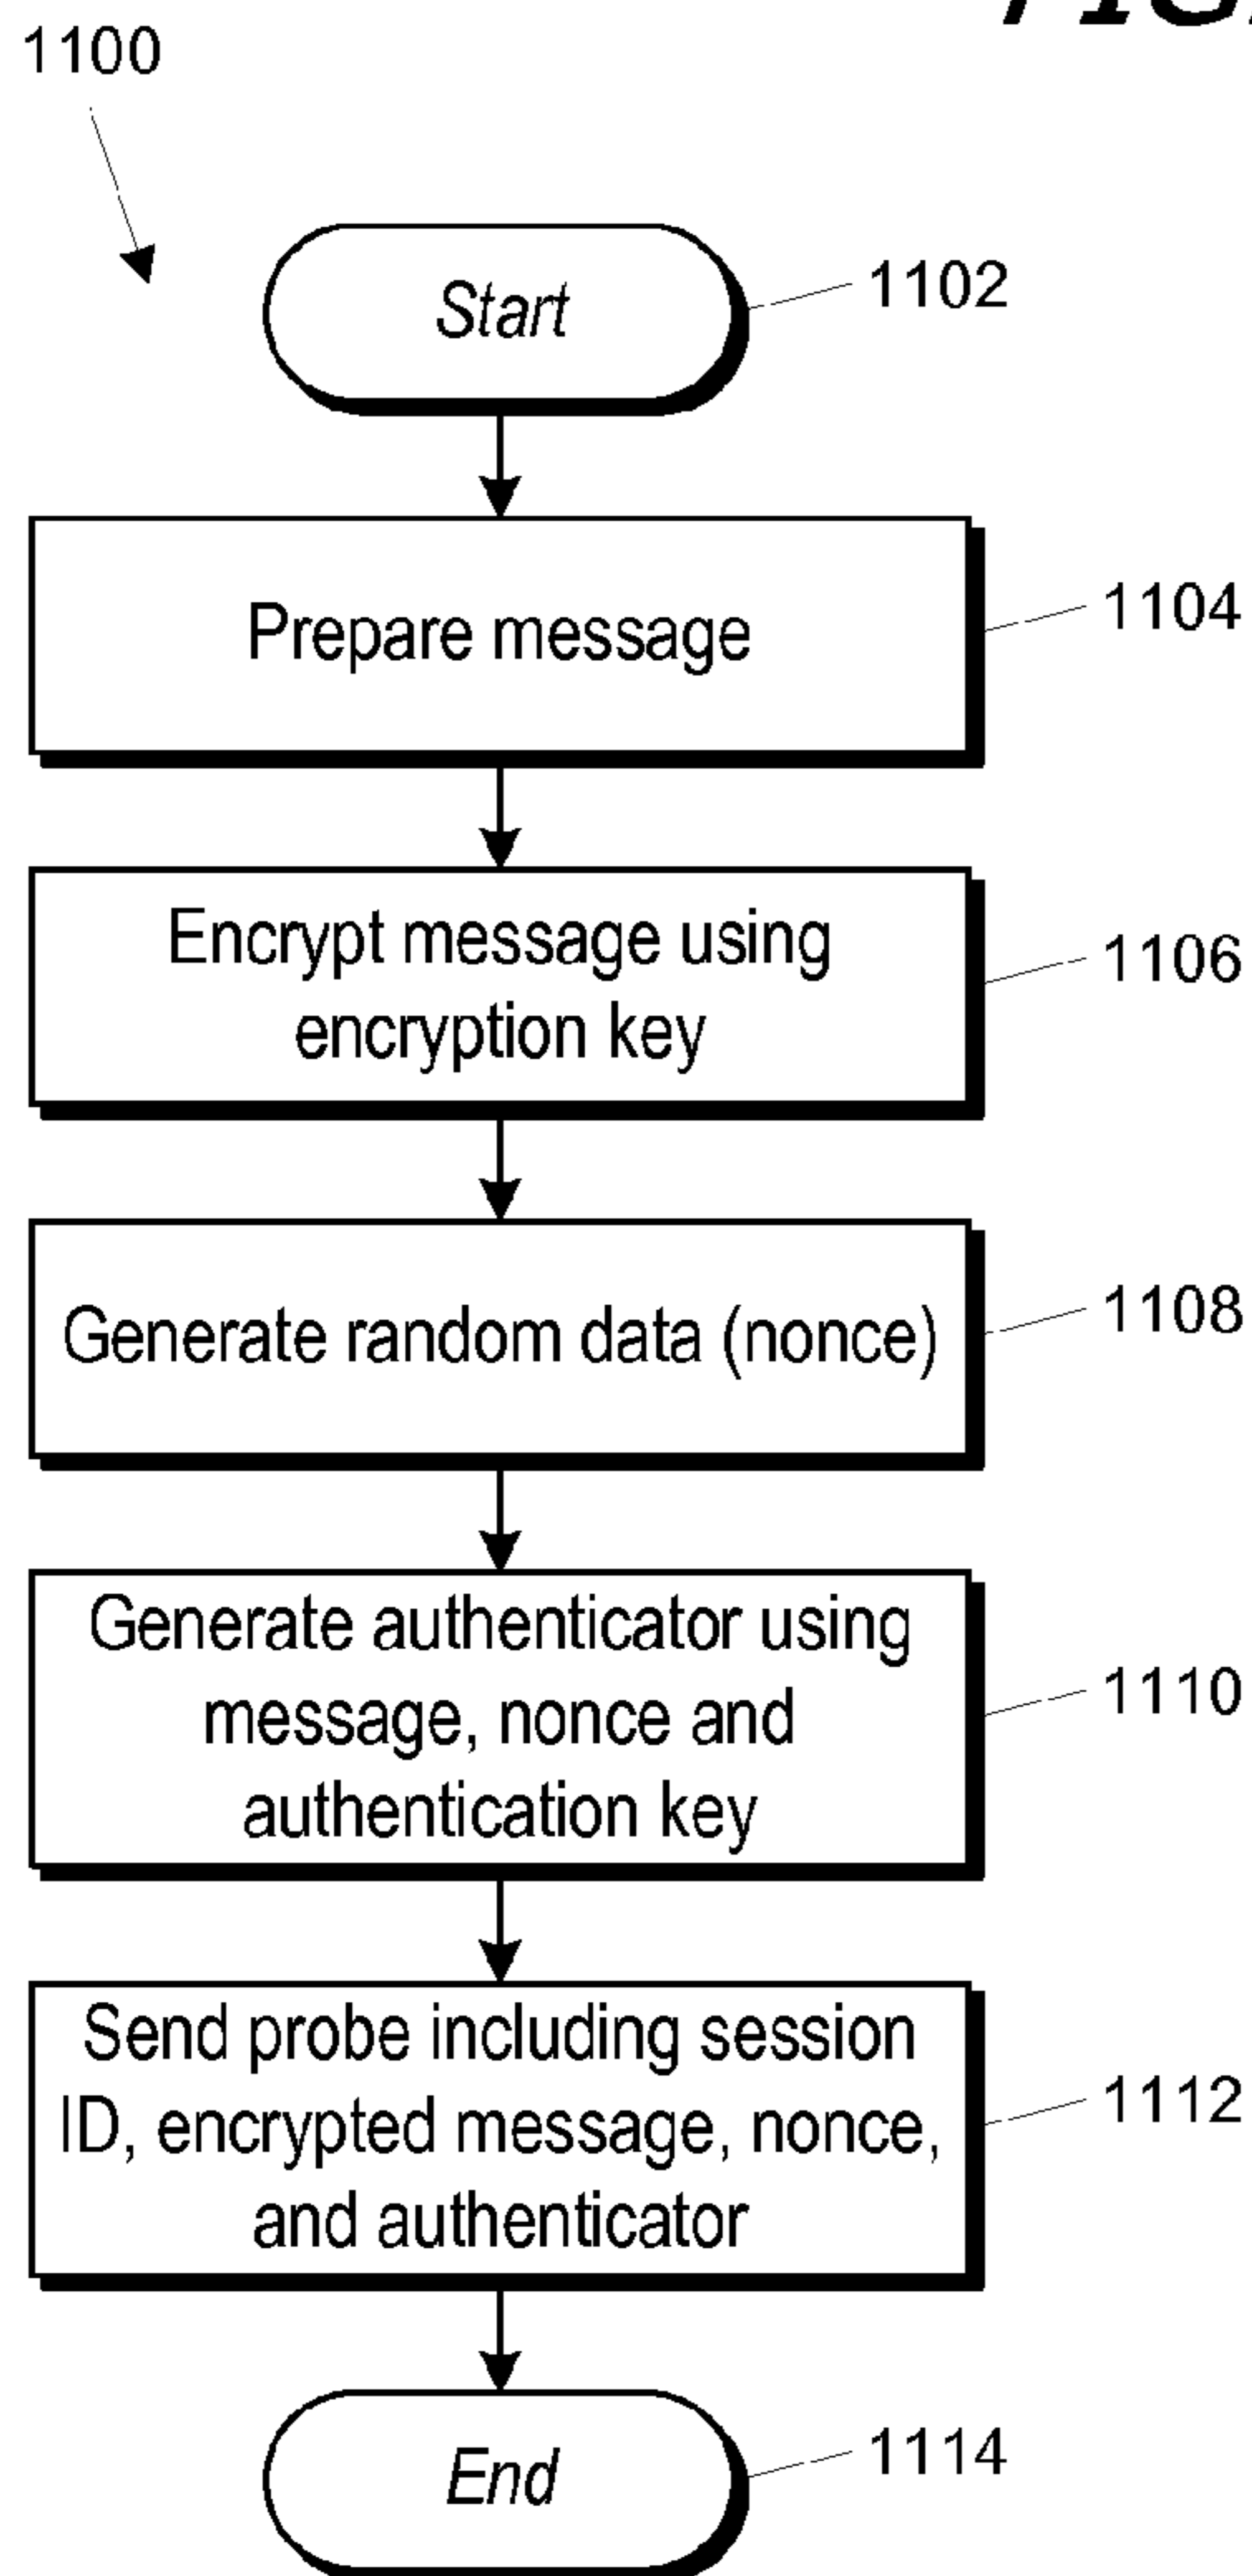 1100
Start
1102
Prepare message
1104
Encrypt message using
encryption key
1106
Generate random data (nonce)
1108
Generate authenticator using
message, nonce and
authentication key
1110
Send probe including session
ID, encrypted message, nonce,
and authenticator
1112
End
1114